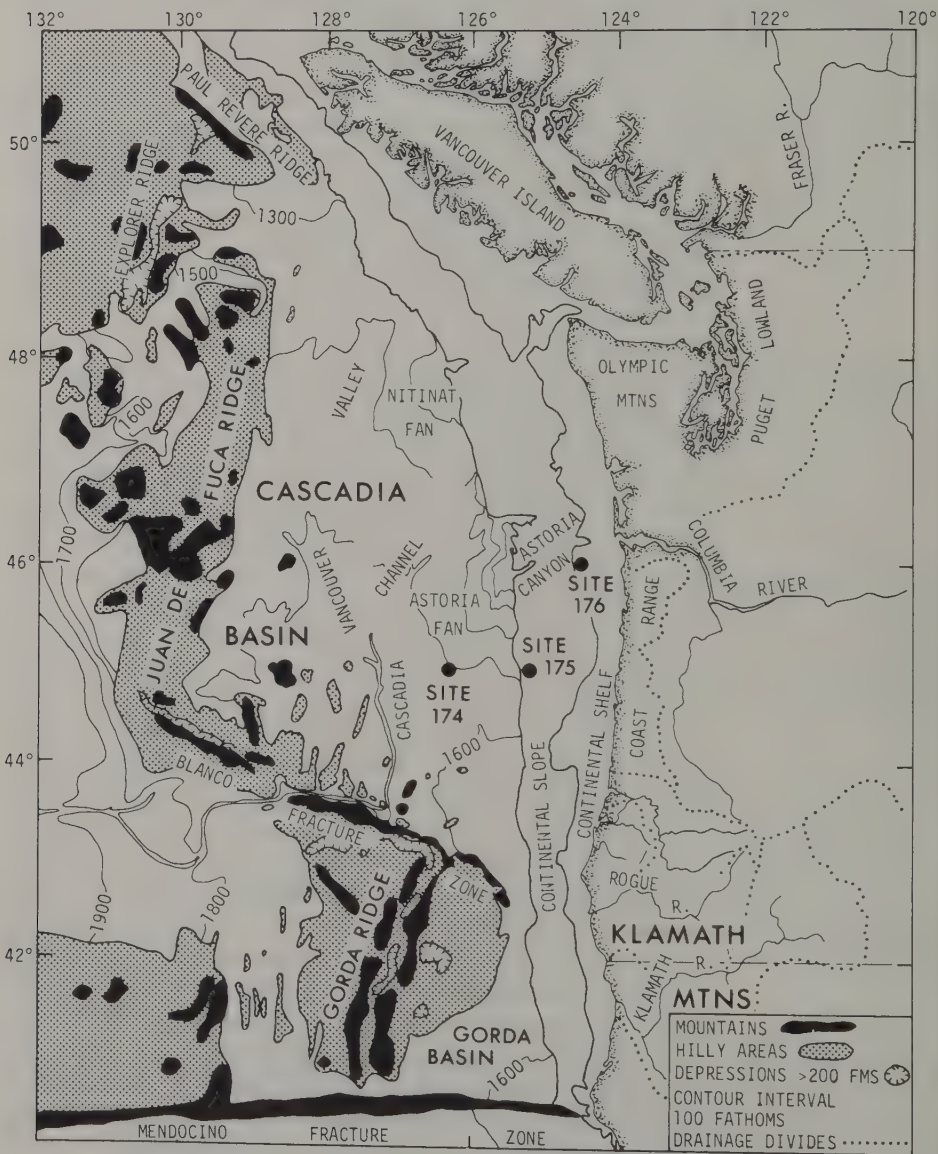 132° 130° 128° 126° 124° 122° 120°
PAUL REVERE RIDGE
50°
VANCOUVER ISLAND
FRASER R.
EXPLORER RIDGE
1300
1500
48°
OLYMPIC
MTNS
PUGET LOWLAND
VALLEY
NITINAT
FAN
1600
FUCA RIDGE
CASCADIA
1700
46°
ASTORIA
CANYON
COLUMBIA
RIVER
VANCOUVER
CHANNEL
SITE
176
ASTORIA
FAN
RANGE
BASIN
JUAN DE
SITE
175
SITE
174
CASCADIA
COAST
1600
CONTINENTAL SHELF
44°
BLANCO
CONTINENTAL SLOPE
FRACTURE
ZONE
ROGUE
R.
1900
1800
42°
GORDA RIDGE
KLAMATH
KLAMATH R.
MTNS
GORDA
BASIN
1600
MOUNTAINS
HILLY AREAS
DEPRESSIONS >200 FMS
CONTOUR INTERVAL
100 FATHOMS
DRAINAGE DIVIDES
MENDOCINO FRACTURE ZONE